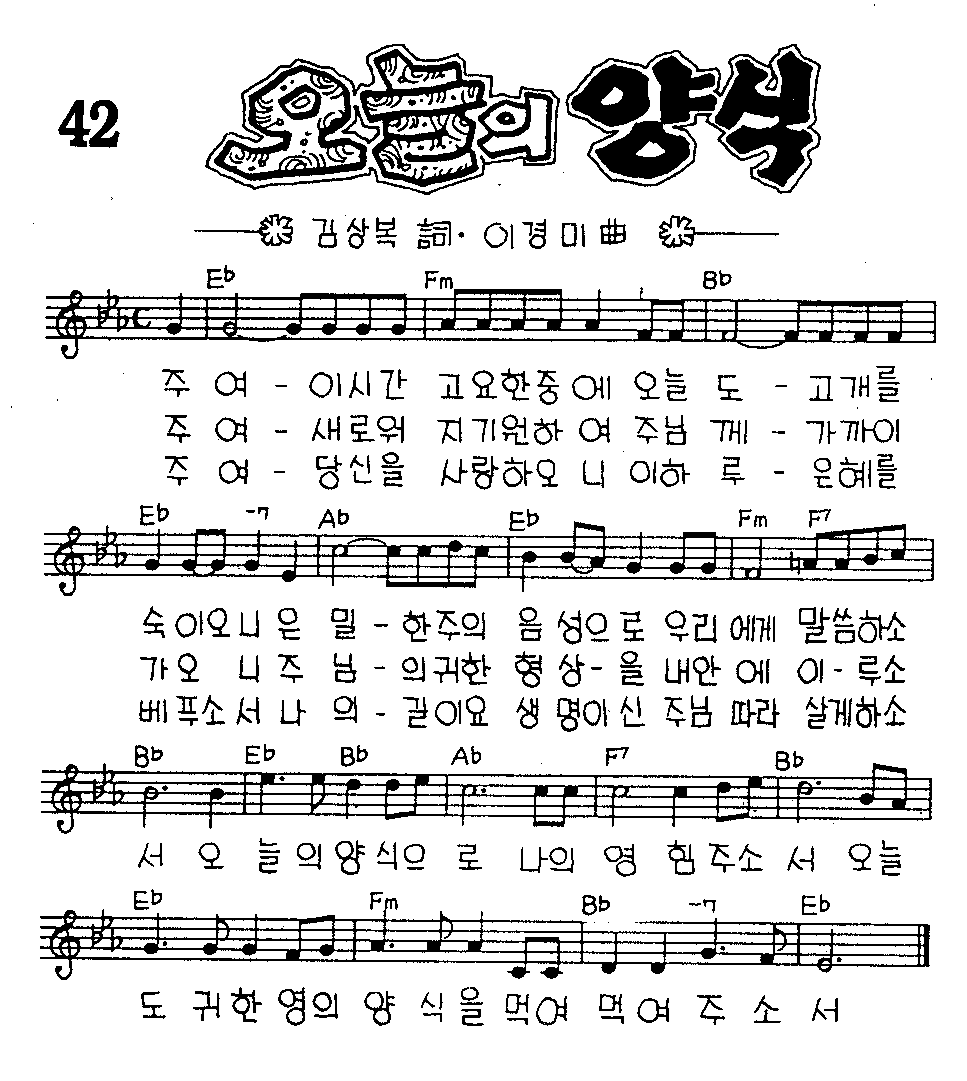 42
오늘의 양식
김상복 詞·이경미 曲
Eb Fm Bb
주 여 - 이시간 고요한중에 오늘 도 - 고개를
주 여 - 새로워 지기원하 여 주님 께 - 가까이
주 여 - 당신을 사랑하오 니 이하 루 - 은혜를
Eb -7 Ab Eb Fm F7
숙이오니 은 밀 - 한주의 음 성으로 우리에게 말씀하소
가오 니주 님 - 의귀한 형상 - 을 내안에 이 - 루소
베푸소서 나 의 - 길이요 생 명이신 주님 따라 살게하소
Bb Eb Bb Ab F7 Bb
서 오 늘의양식으 로 나의 영 힘주소 서 오늘
Eb Fm Bb -7 Eb
도 귀한 영의 양 식을 먹여 먹여 주 소 서